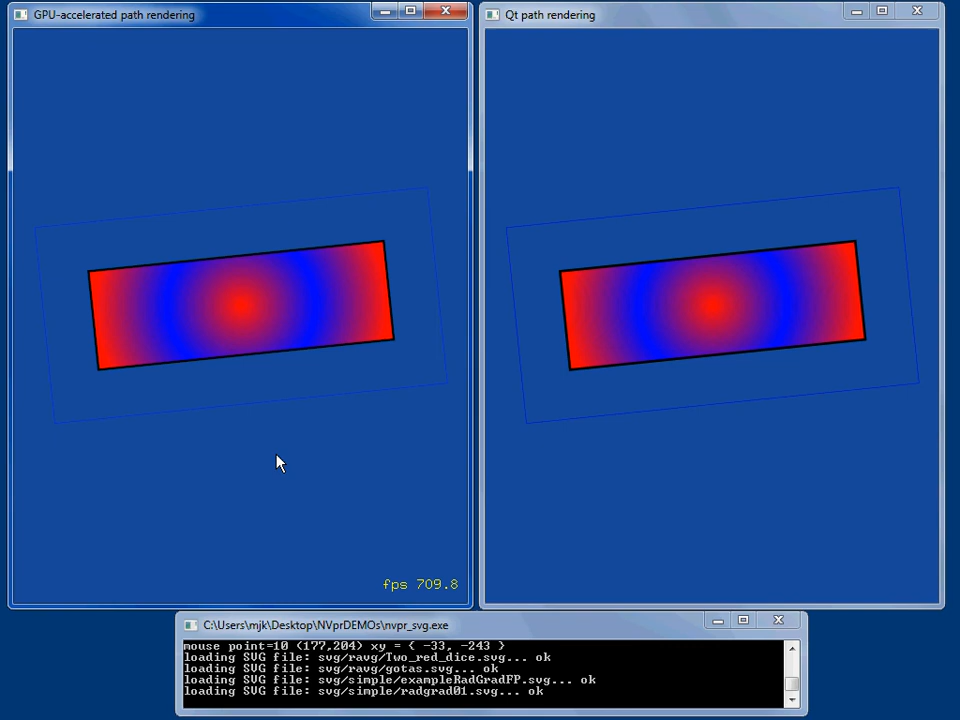 GPU-accelerated path rendering
Qt path rendering
fps 709.8
C:\Users\mjk\Desktop\NVprDEMOs\nvpr_svg.exe
mouse point=10 (177,204) xy = { -33, -243 }
loading SVG file: svg/ravg/Two_red_dice.svg... ok
loading SVG file: svg/ravg/gotas.svg... ok
loading SVG file: svg/simple/exampleRadGradFP.svg... ok
loading SVG file: svg/simple/radgrad01.svg... ok